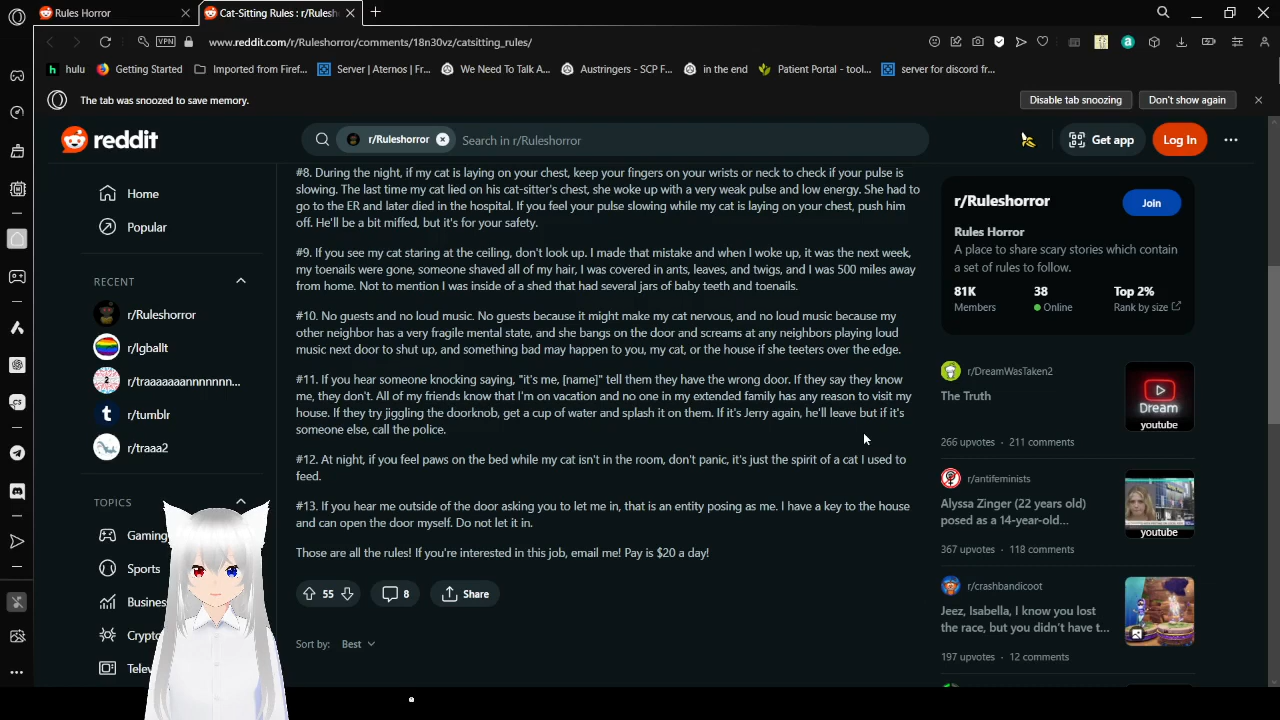 Rules Horror
Cat-Sitting Rules : r/Rulesh
VPN
www.reddit.com/r/Ruleshorror/comments/18n30vz/catsitting_rules/
hulu
Getting Started
Imported from Firef...
Server | Aternos | Fr...
We Need To Talk A...
Austringers - SCP F...
in the end
Patient Portal - tool...
server for discord fr...
The tab was snoozed to save memory.
Disable tab snoozing
Don't show again
reddit
r/Ruleshorror
Search in r/Ruleshorror
Get app
Log In
Home
Popular
RECENT
r/Ruleshorror
r/lgballt
r/traaaaaaannnnnnn...
r/tumblr
r/traaa2
TOPICS
Gaming
Sports
Busines
Crypto
Telev
#8. During the night, if my cat is laying on your chest, keep your fingers on your wrists or neck to check if your pulse is
slowing. The last time my cat lied on his cat-sitter's chest, she woke up with a very weak pulse and low energy. She had to
go to the ER and later died in the hospital. If you feel your pulse slowing while my cat is laying on your chest, push him
off. He'll be a bit miffed, but it's for your safety.
#9. If you see my cat staring at the ceiling, don't look up. I made that mistake and when I woke up, it was the next week,
my toenails were gone, someone shaved all of my hair, I was covered in ants, leaves, and twigs, and I was 500 miles away
from home. Not to mention I was inside of a shed that had several jars of baby teeth and toenails.
#10. No guests and no loud music. No guests because it might make my cat nervous, and no loud music because my
other neighbor has a very fragile mental state, and she bangs on the door and screams at any neighbors playing loud
music next door to shut up, and something bad may happen to you, my cat, or the house if she teeters over the edge.
#11. If you hear someone knocking saying, "it's me, [name]" tell them they have the wrong door. If they say they know
me, they don't. All of my friends know that I'm on vacation and no one in my extended family has any reason to visit my
house. If they try jiggling the doorknob, get a cup of water and splash it on them. If it's Jerry again, he'll leave but if it's
someone else, call the police.
#12. At night, if you feel paws on the bed while my cat isn't in the room, don't panic, it's just the spirit of a cat I used to
feed.
#13. If you hear me outside of the door asking you to let me in, that is an entity posing as me. I have a key to the house
and can open the door myself. Do not let it in.
Those are all the rules! If you're interested in this job, email me! Pay is $20 a day!
55
8
Share
Sort by:
Best
r/Ruleshorror
Join
Rules Horror
A place to share scary stories which contain
a set of rules to follow.
81K
38
Top 2%
Members
Online
Rank by size
r/DreamWasTaken2
The Truth
Dream
youtube
266 upvotes · 211 comments
r/antifeminists
Alyssa Zinger (22 years old)
posed as a 14-year-old...
youtube
367 upvotes · 118 comments
r/crashbandicoot
Jeez, Isabella, I know you lost
the race, but you didn't have t...
197 upvotes · 12 comments